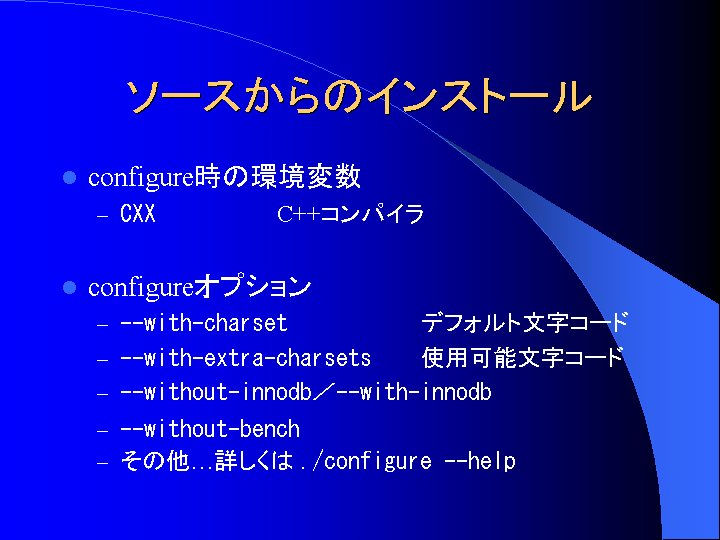 ソースからのインストール
configure時の環境変数
– CXX C++コンパイラ
configureオプション
– --with-charset デフォルト文字コード
– --with-extra-charsets 使用可能文字コード
– --without-innodb／--with-innodb
– --without-bench
– その他...詳しくは ./configure --help